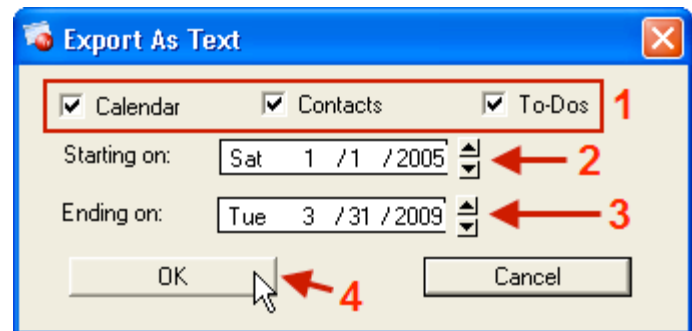 Export As Text
Calendar Contacts To-Dos 1
Starting on: Sat 1 /1 /2005 2
Ending on: Tue 3 /31 /2009 3
OK Cancel
4